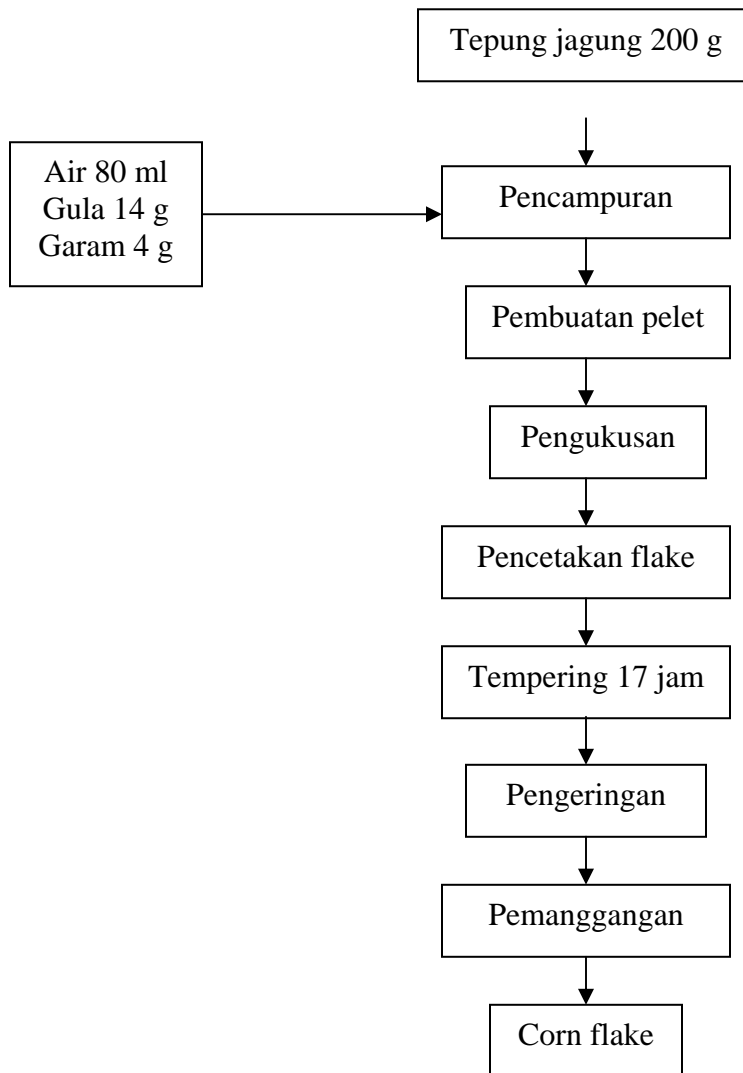 Tepung jagung 200 g
Air 80 ml
Gula 14 g
Garam 4 g
Pencampuran
Pembuatan pelet
Pengukusan
Pencetakan flake
Tempering 17 jam
Pengeringan
Pemanggangan
Corn flake